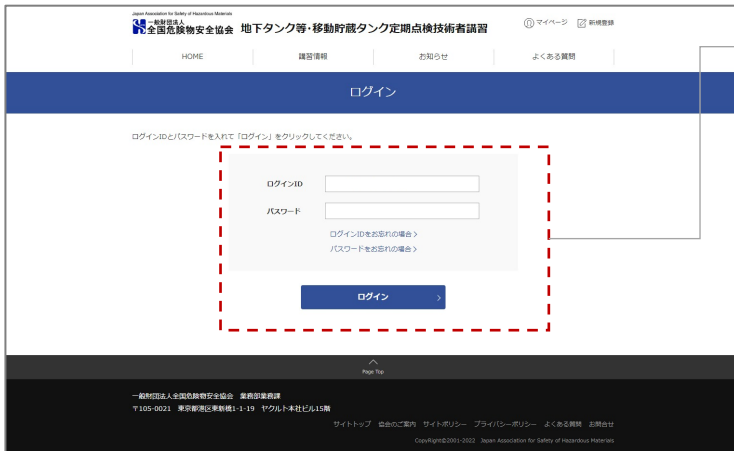 Japan Association for Safety of Hazardous Materials
一般財団法人
全国危険物安全協会 地下タンク等・移動貯蔵タンク定期点検技術者講習
マイページ 新規登録
HOME 講習情報 お知らせ よくある質問
ログイン
ログインIDとパスワードを入れて「ログイン」をクリックしてください。
ログインID
パスワード
ログインIDをお忘れの場合 >
パスワードをお忘れの場合 >
ログイン
Page Top
一般財団法人全国危険物安全協会 業務部業務課
〒105-0021 東京都港区東新橋1-1-19 ヤクルト本社ビル15階
サイトトップ 協会のご案内 サイトポリシー プライバシーポリシー よくある質問 お問合せ
CopyRight©2001-2022 Japan Association for Safety of Hazardous Materials